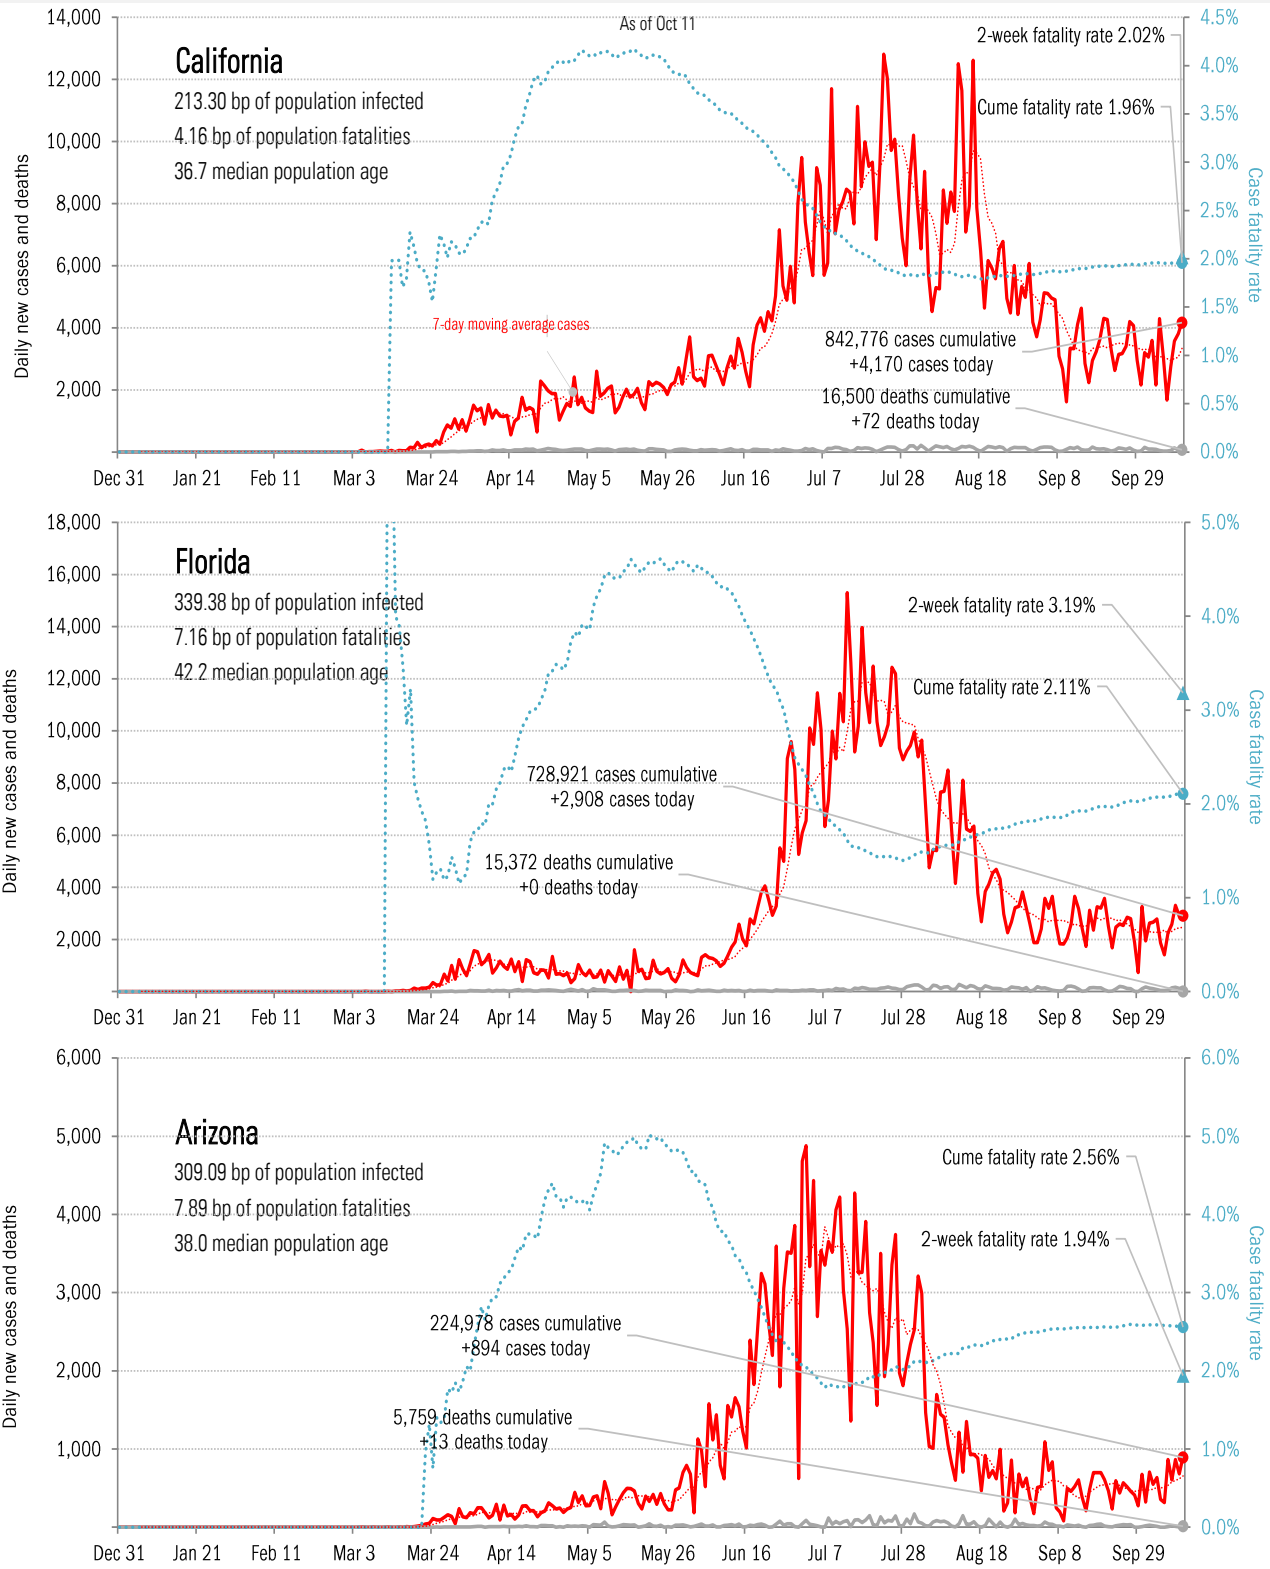 14,000
As of Oct 11
4.5%
2-week fatality rate 2.02%
California
4.0%
12,000
213.30 bp of population infected
Cume fatality rate 1.96%
3.5%
4.16 bp of population fatalities
10,000
3.0%
36.7 median population age
8,000
2.5%
Daily new cases and deaths
Case fatality rate
6,000
2.0%
1.5%
7-day moving average cases
4,000
842,776 cases cumulative
+4,170 cases today
1.0%
2,000
16,500 deaths cumulative
+72 deaths today
0.5%
0.0%
Dec 31 Jan 21 Feb 11 Mar 3 Mar 24 Apr 14 May 5 May 26 Jun 16 Jul 7 Jul 28 Aug 18 Sep 8 Sep 29
18,000
5.0%
Florida
16,000
339.38 bp of population infected
2-week fatality rate 3.19%
4.0%
14,000
7.16 bp of population fatalities
42.2 median population age
12,000
Cume fatality rate 2.11%
3.0%
10,000
Daily new cases and deaths
Case fatality rate
728,921 cases cumulative
+2,908 cases today
8,000
2.0%
6,000
15,372 deaths cumulative
+0 deaths today
4,000
1.0%
2,000
0.0%
Dec 31 Jan 21 Feb 11 Mar 3 Mar 24 Apr 14 May 5 May 26 Jun 16 Jul 7 Jul 28 Aug 18 Sep 8 Sep 29
6,000
6.0%
Arizona
5,000
5.0%
309.09 bp of population infected
Cume fatality rate 2.56%
7.89 bp of population fatalities
4,000
4.0%
38.0 median population age
2-week fatality rate 1.94%
3,000
3.0%
Daily new cases and deaths
Case fatality rate
224,978 cases cumulative
+894 cases today
2,000
2.0%
5,759 deaths cumulative
+13 deaths today
1,000
1.0%
0.0%
Dec 31 Jan 21 Feb 11 Mar 3 Mar 24 Apr 14 May 5 May 26 Jun 16 Jul 7 Jul 28 Aug 18 Sep 8 Sep 29